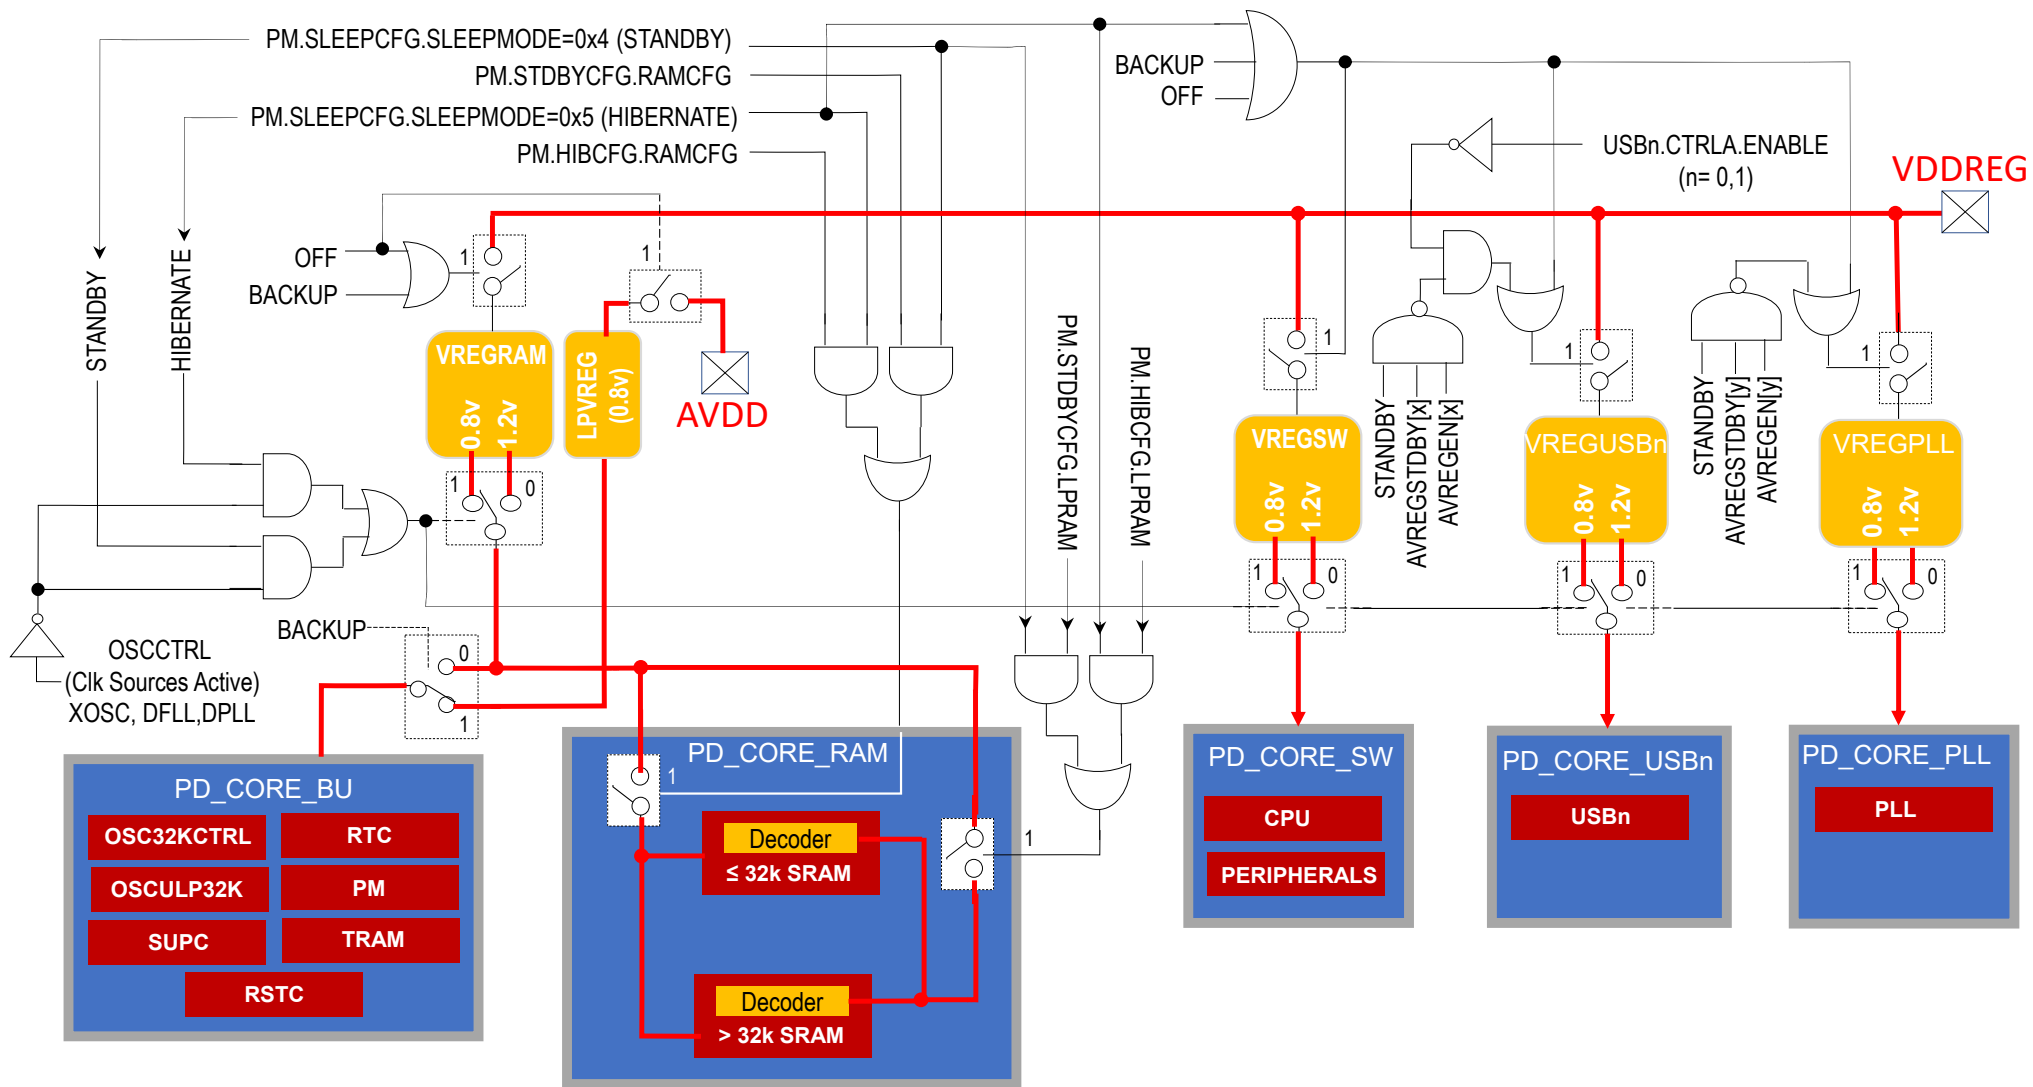 PM.SLEEPCFG.SLEEPMODE=0x4 (STANDBY)
PM.STDBYCFG.RAMCFG
PM.SLEEPCFG.SLEEPMODE=0x5 (HIBERNATE)
PM.HIBCFG.RAMCFG
BACKUP
OFF
USBn.CTRLA.ENABLE
(n= 0,1)
VDDREG
STANDBY
HIBERNATE
OFF
BACKUP
1
1
VREGRAM
0.8v
1.2v
LPVREG
(0.8v)
AVDD
1
0
PM.STDBYCFG.LPRAM
PM.HIBCFG.LPRAM
1
VREGSW
0.8v
1.2v
1
0
STANDBY
AVREGSTDBY[x]
AVREGEN[x]
1
VREGUSBn
0.8v
1.2v
1
0
STANDBY
AVREGSTDBY[y]
AVREGEN[y]
1
VREGPLL
0.8v
1.2v
1
0
OSCCTRL
(Clk Sources Active)
XOSC, DFLL,DPLL
BACKUP
0
1
PD_CORE_BU
OSC32KCTRL
RTC
OSCULP32K
PM
SUPC
TRAM
RSTC
PD_CORE_RAM
1
Decoder
≤ 32k SRAM
1
Decoder
> 32k SRAM
PD_CORE_SW
CPU
PERIPHERALS
PD_CORE_USBn
USBn
PD_CORE_PLL
PLL